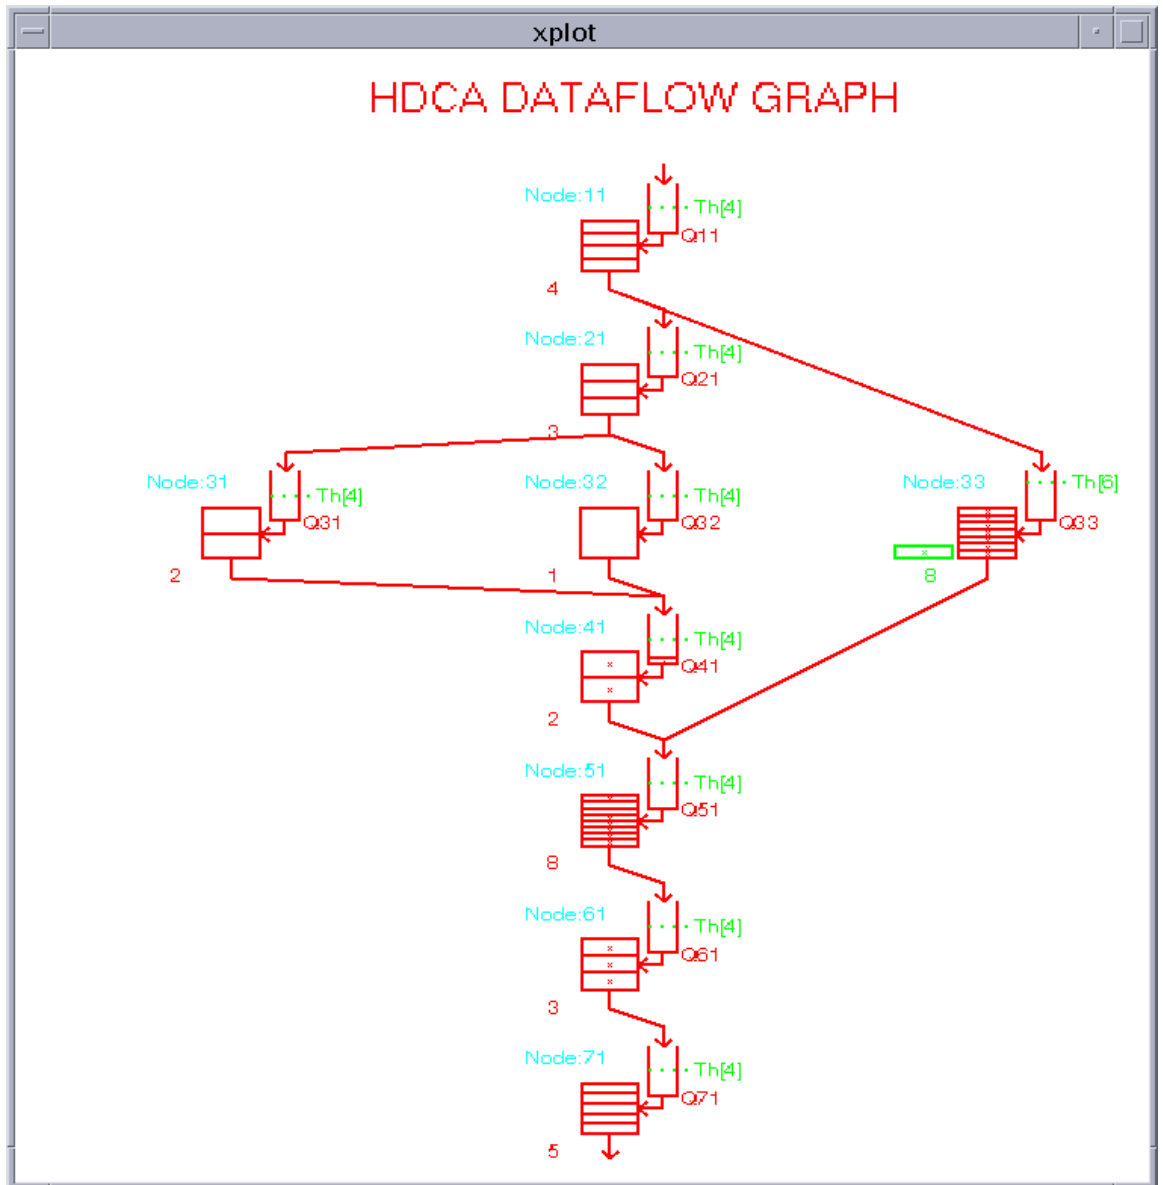 xplot
HDCA DATAFLOW GRAPH
Node:11
Th[4]
Q11
4
Node:21
Th[4]
Q21
3
Node:31
Th[4]
Q31
2
Node:32
Th[4]
Q32
1
Node:33
Th[6]
Q33
8
Node:41
Th[4]
Q41
2
Node:51
Th[4]
Q51
8
Node:61
Th[4]
Q61
3
Node:71
Th[4]
Q71
5